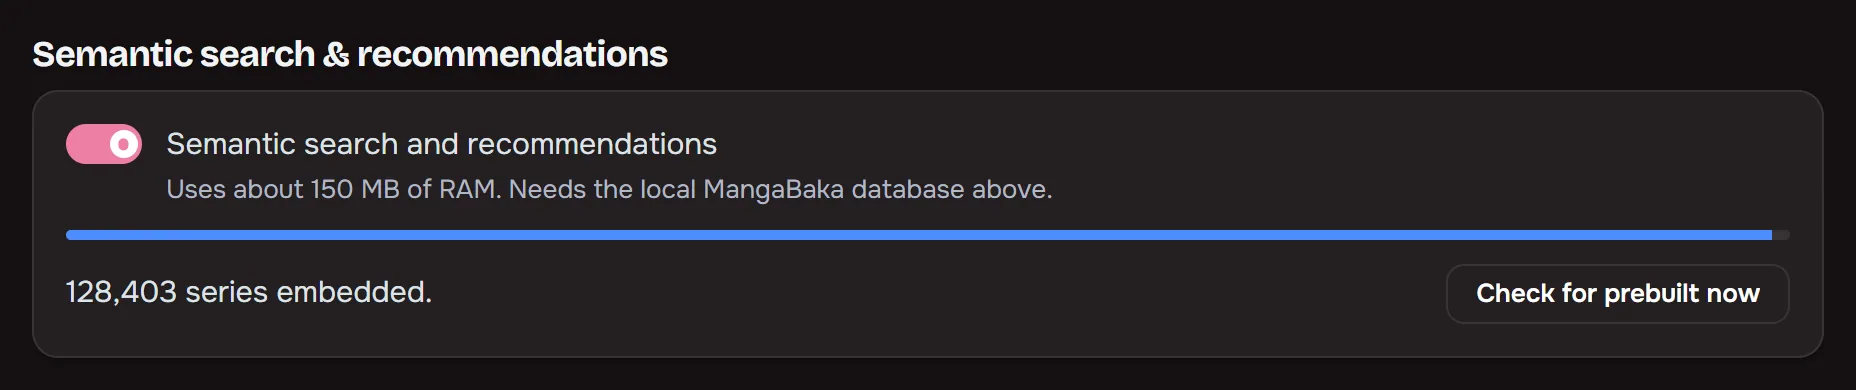 Semantic search & recommendations
Semantic search and recommendations
Uses about 150 MB of RAM. Needs the local MangaBaka database above.
128,403 series embedded.
Check for prebuilt now